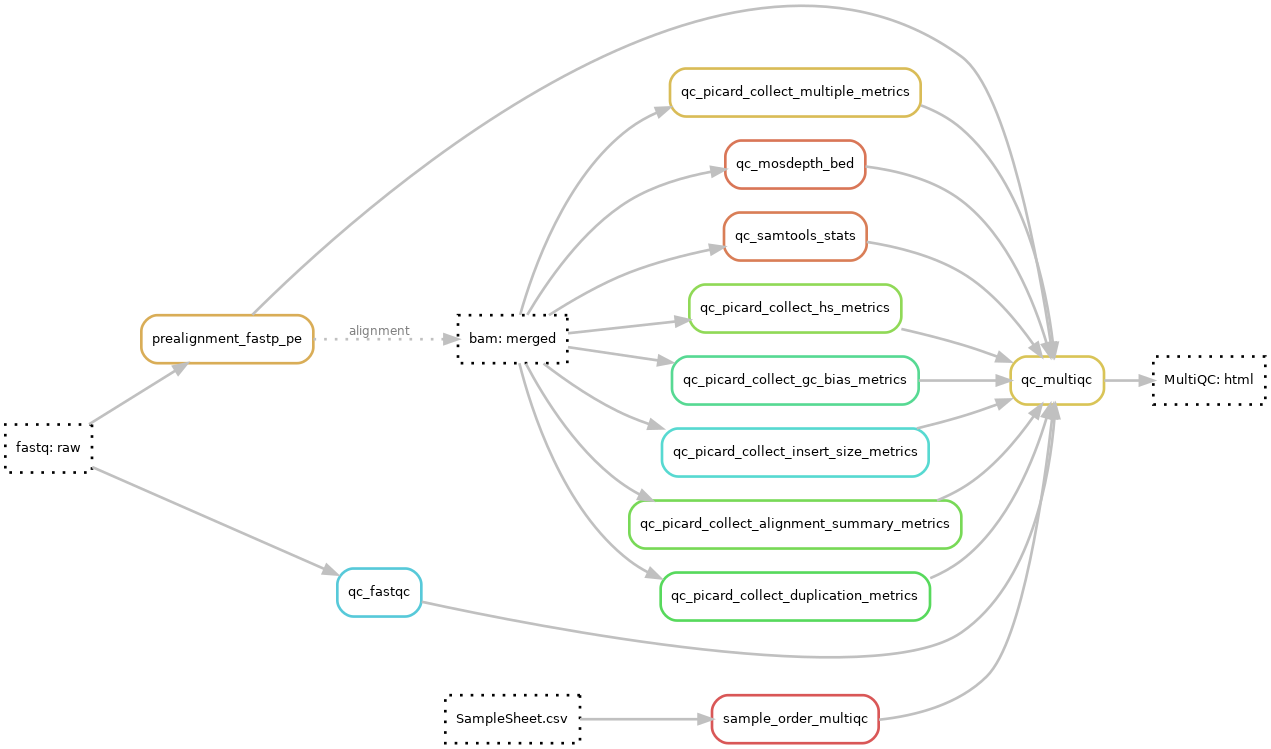 qc_picard_collect_multiple_metrics
qc_mosdepth_bed
qc_samtools_stats
qc_picard_collect_hs_metrics
prealignment_fastp_pe
alignment
bam: merged
qc_picard_collect_gc_bias_metrics
qc_multiqc
MultiQC: html
fastq: raw
qc_picard_collect_insert_size_metrics
qc_picard_collect_alignment_summary_metrics
qc_fastqc
qc_picard_collect_duplication_metrics
SampleSheet.csv
sample_order_multiqc